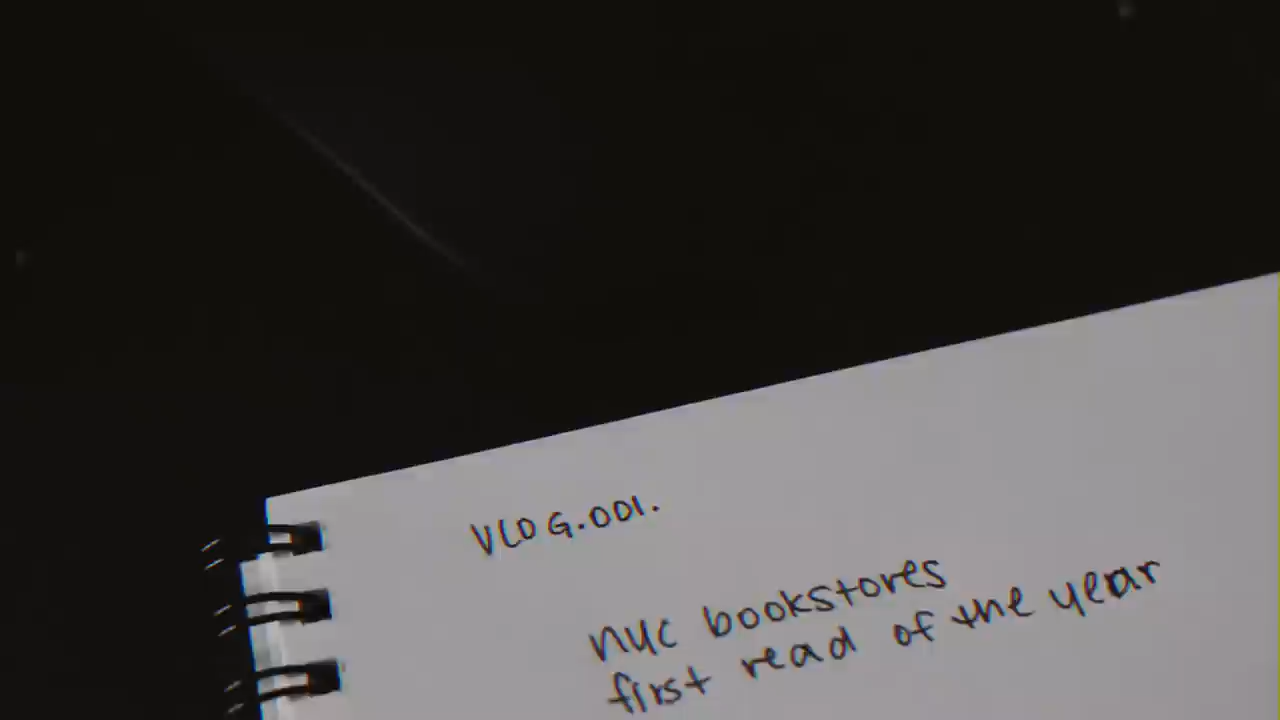 VLOG.001.
nyc bookstores
first read of the year